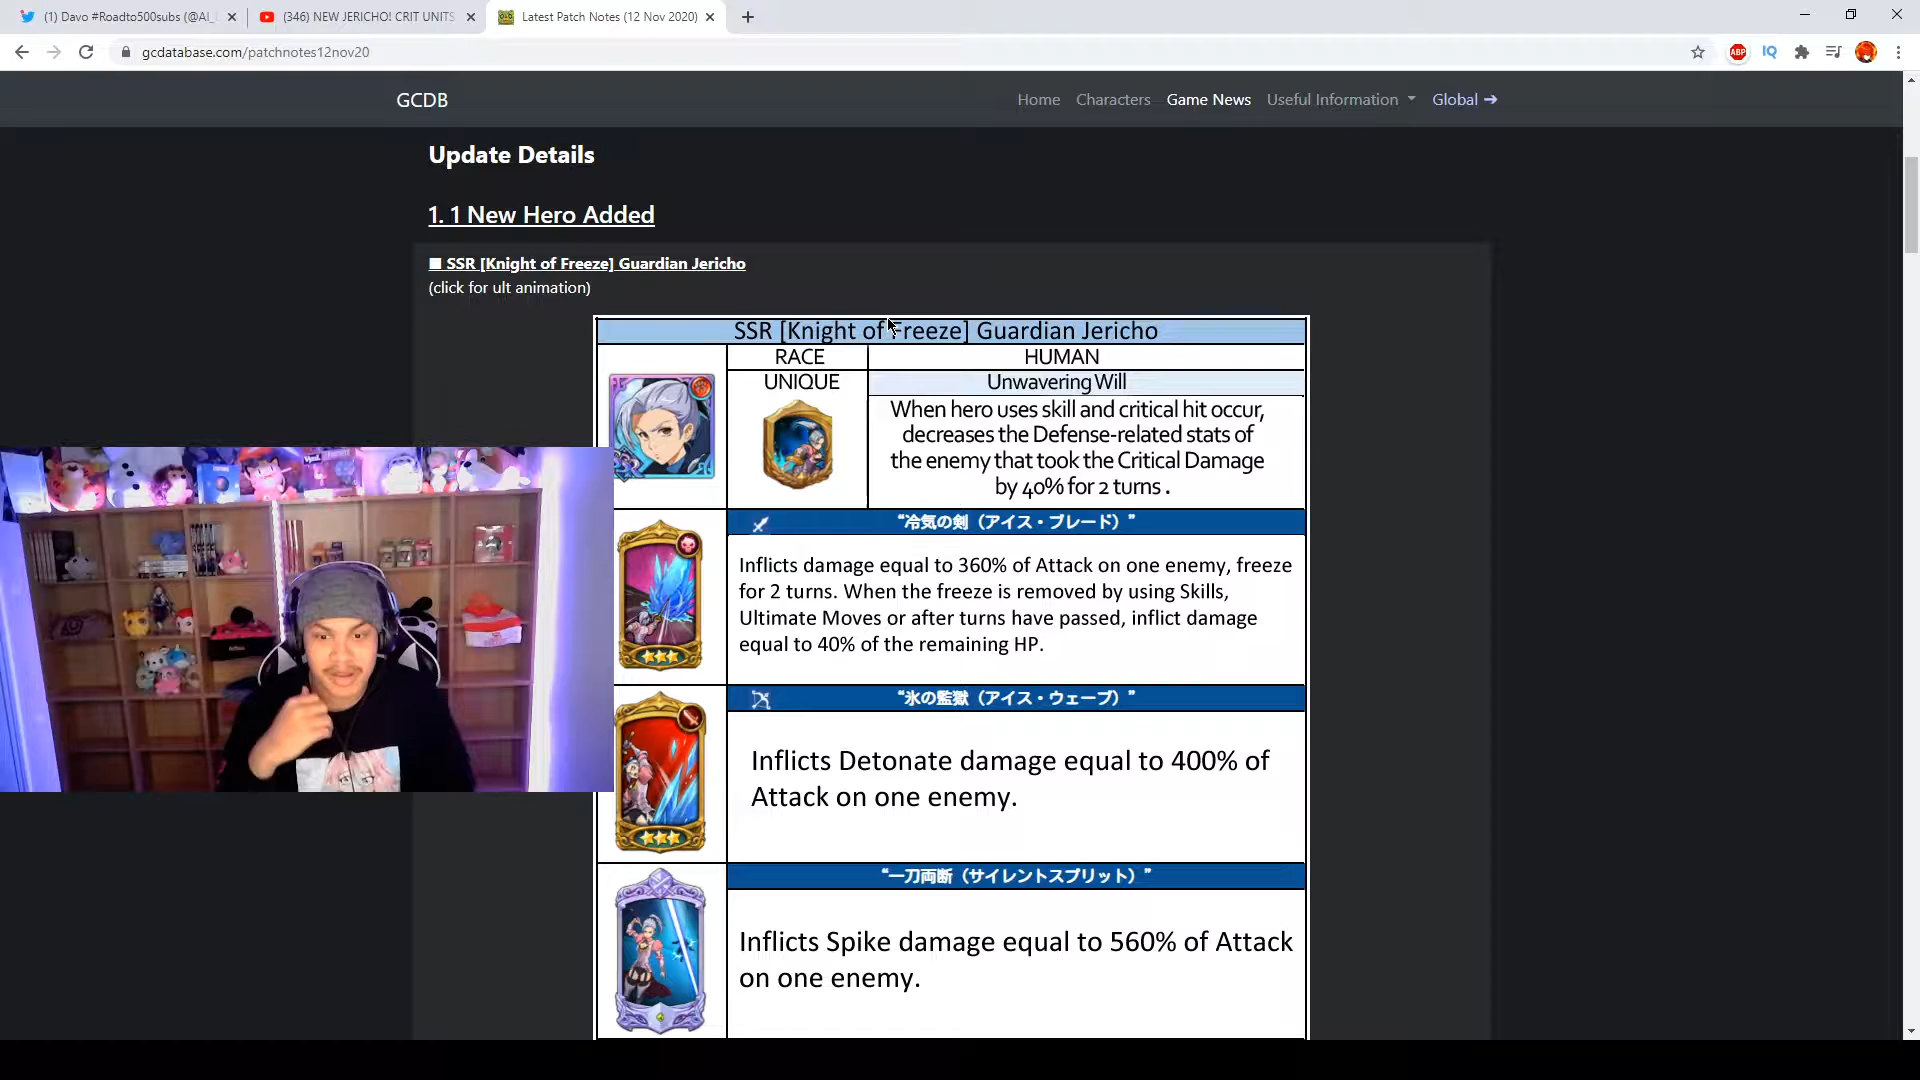 (1) Davo #Roadto500subs (@AI_
(346) NEW JERICHO! CRIT UNITS
Latest Patch Notes (12 Nov 2020)
gcdatabase.com/patchnotes12nov20
ABP
IQ
GCDB
Home
Characters
Game News
Useful Information
Global
Update Details
1. 1 New Hero Added
■ SSR [Knight of Freeze] Guardian Jericho
(click for ult animation)
SSR [Knight of Freeze] Guardian Jericho
RACE
HUMAN
UNIQUE
Unwavering Will
When hero uses skill and critical hit occur,
decreases the Defense-related stats of
the enemy that took the Critical Damage
by 40% for 2 turns .
“冷気の剣（アイス・ブレード）”
Inflicts damage equal to 360% of Attack on one enemy, freeze
for 2 turns. When the freeze is removed by using Skills,
Ultimate Moves or after turns have passed, inflict damage
equal to 40% of the remaining HP.
“氷の監獄（アイス・ウェーブ）”
Inflicts Detonate damage equal to 400% of
Attack on one enemy.
“一刀両断（サイレントスプリット）”
Inflicts Spike damage equal to 560% of Attack
on one enemy.